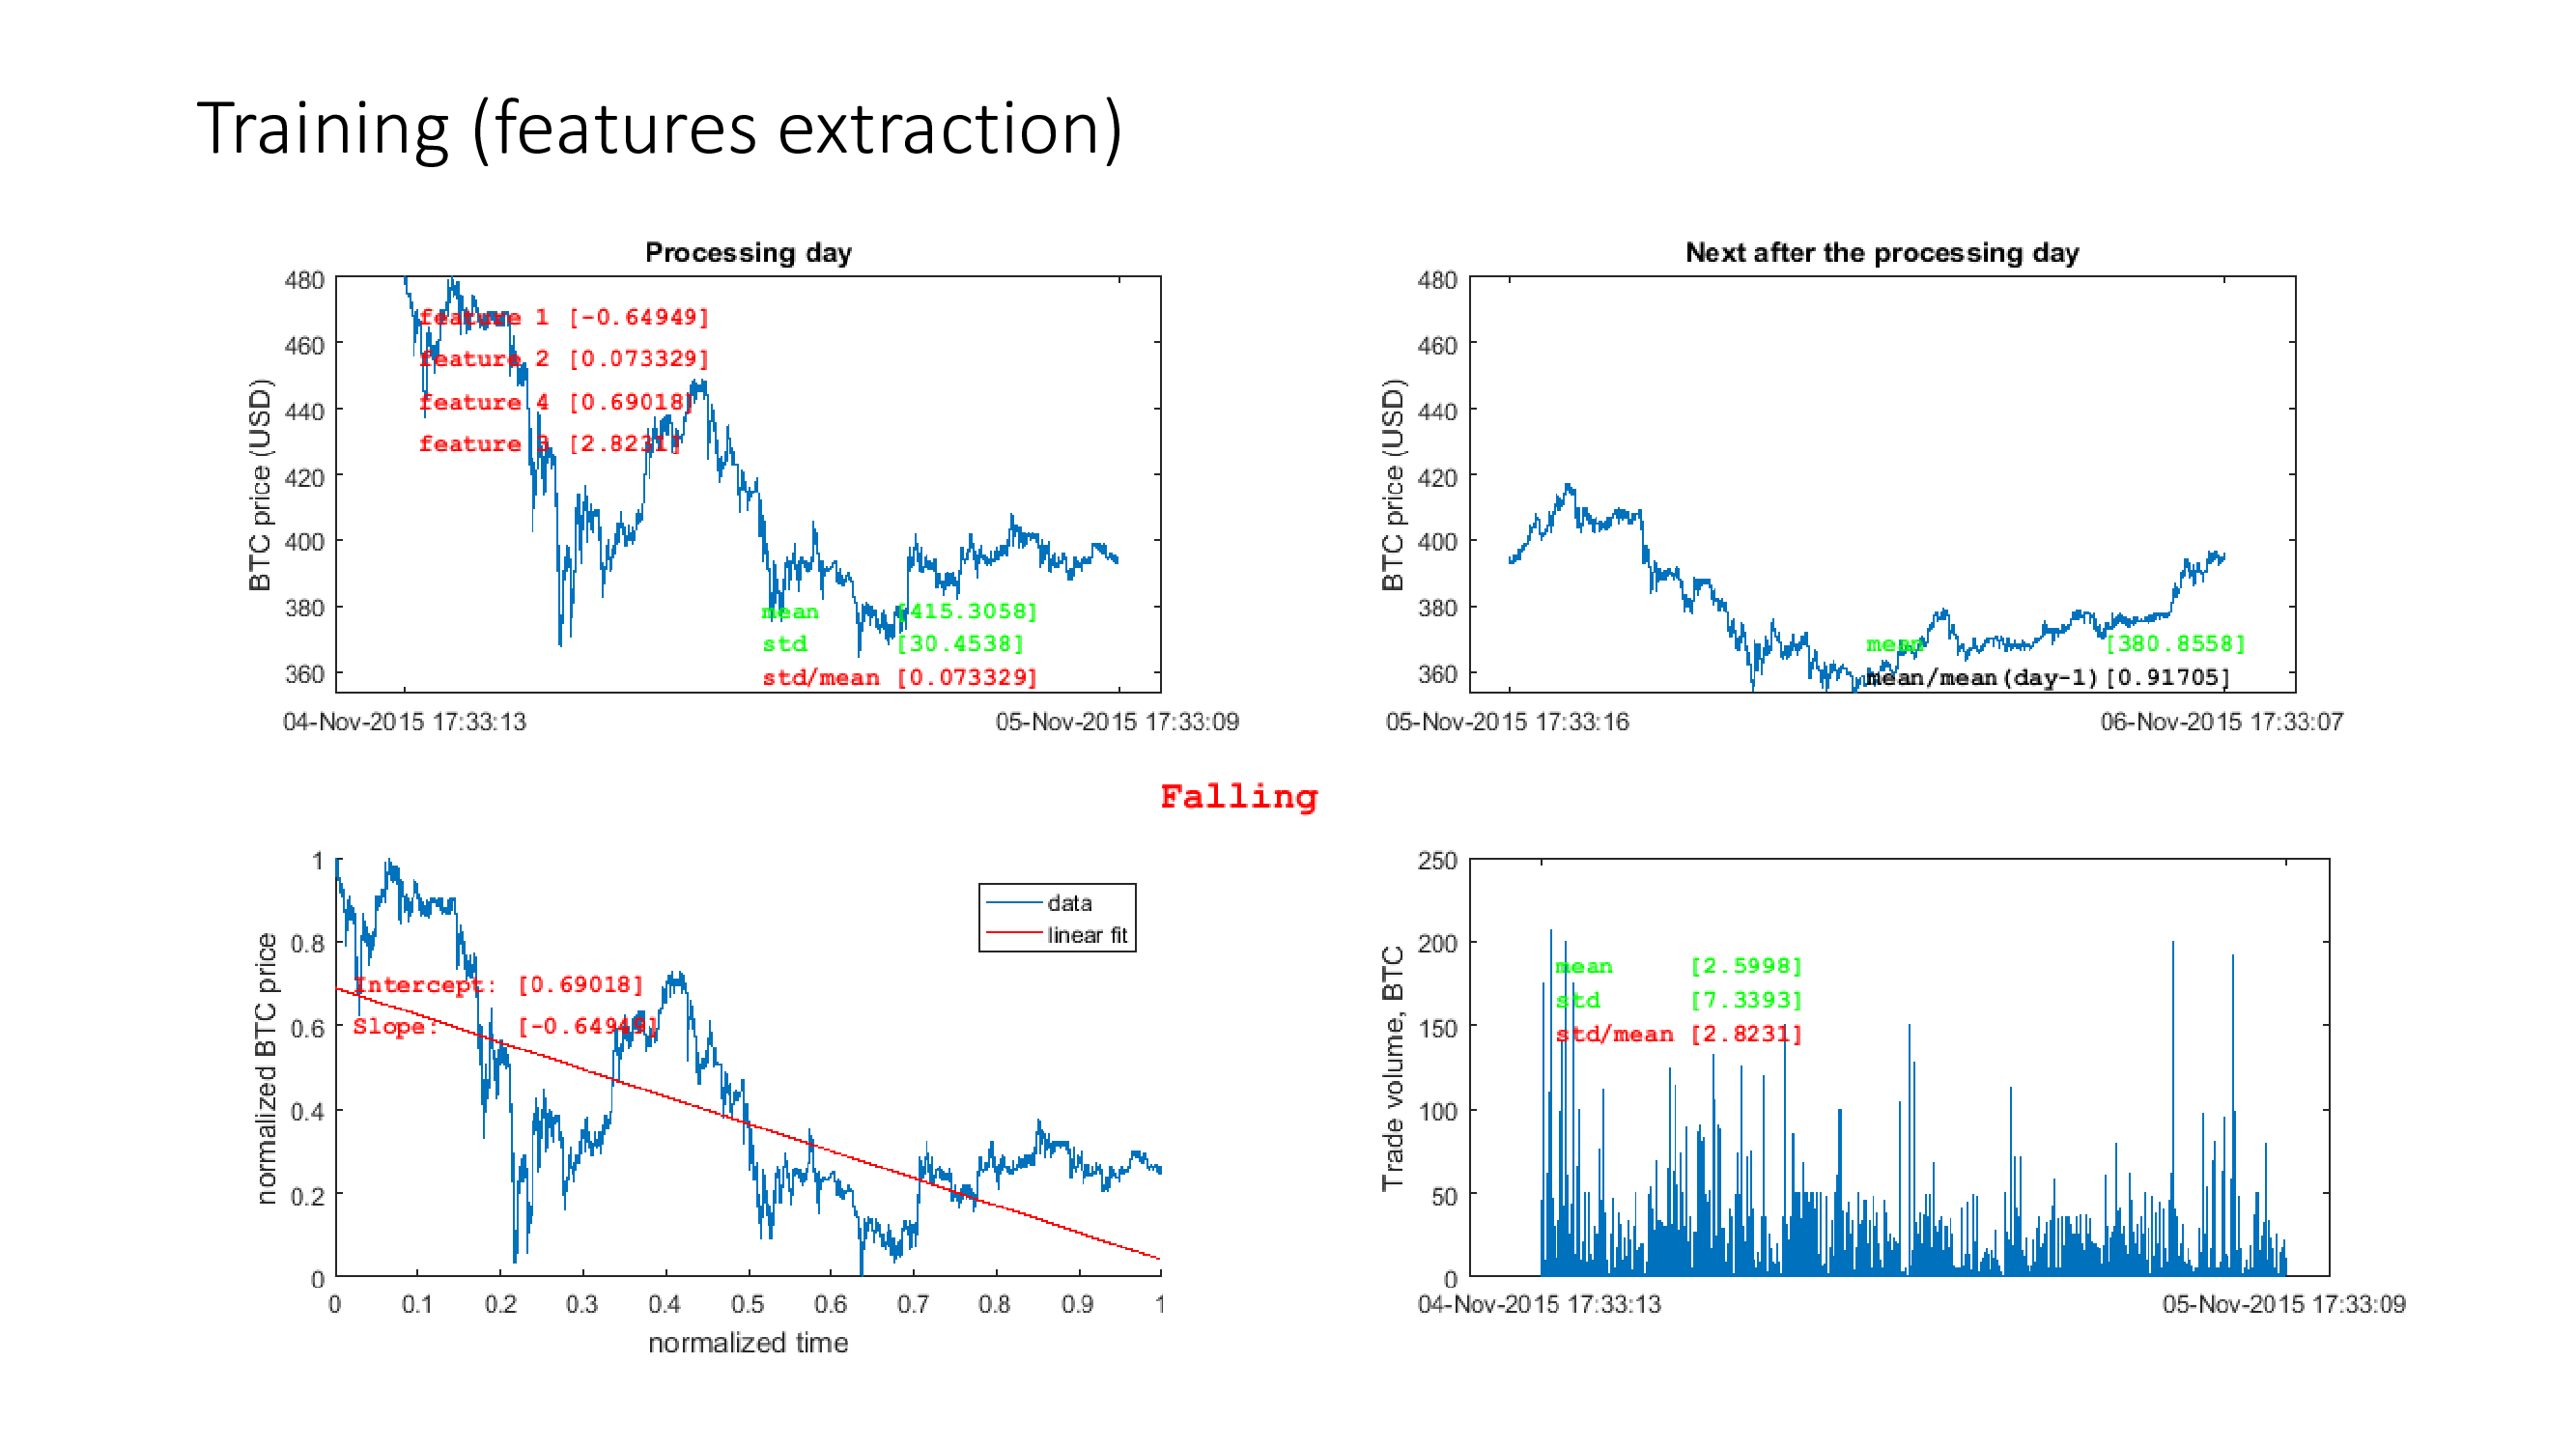 Training (features extraction)
Processing day
480
460
440
420
400
380
360
BTC price (USD)
feature 1 [-0.64949]
feature 2 [0.073329]
feature 4 [0.69018]
feature 3 [2.8231]
mean [415.3058]
std [30.4538]
std/mean [0.073329]
04-Nov-2015 17:33:13
05-Nov-2015 17:33:09
Next after the processing day
480
460
440
420
400
380
360
BTC price (USD)
mean [380.8558]
mean/mean(day-1)[0.91705]
05-Nov-2015 17:33:16
06-Nov-2015 17:33:07
Falling
1
0.8
0.6
0.4
0.2
0
normalized BTC price
data
linear fit
Intercept: [0.69018]
Slope: [-0.64949]
0 0.1 0.2 0.3 0.4 0.5 0.6 0.7 0.8 0.9 1
normalized time
250
200
150
100
50
0
Trade volume, BTC
mean [2.5998]
std [7.3393]
std/mean [2.8231]
04-Nov-2015 17:33:13
05-Nov-2015 17:33:09